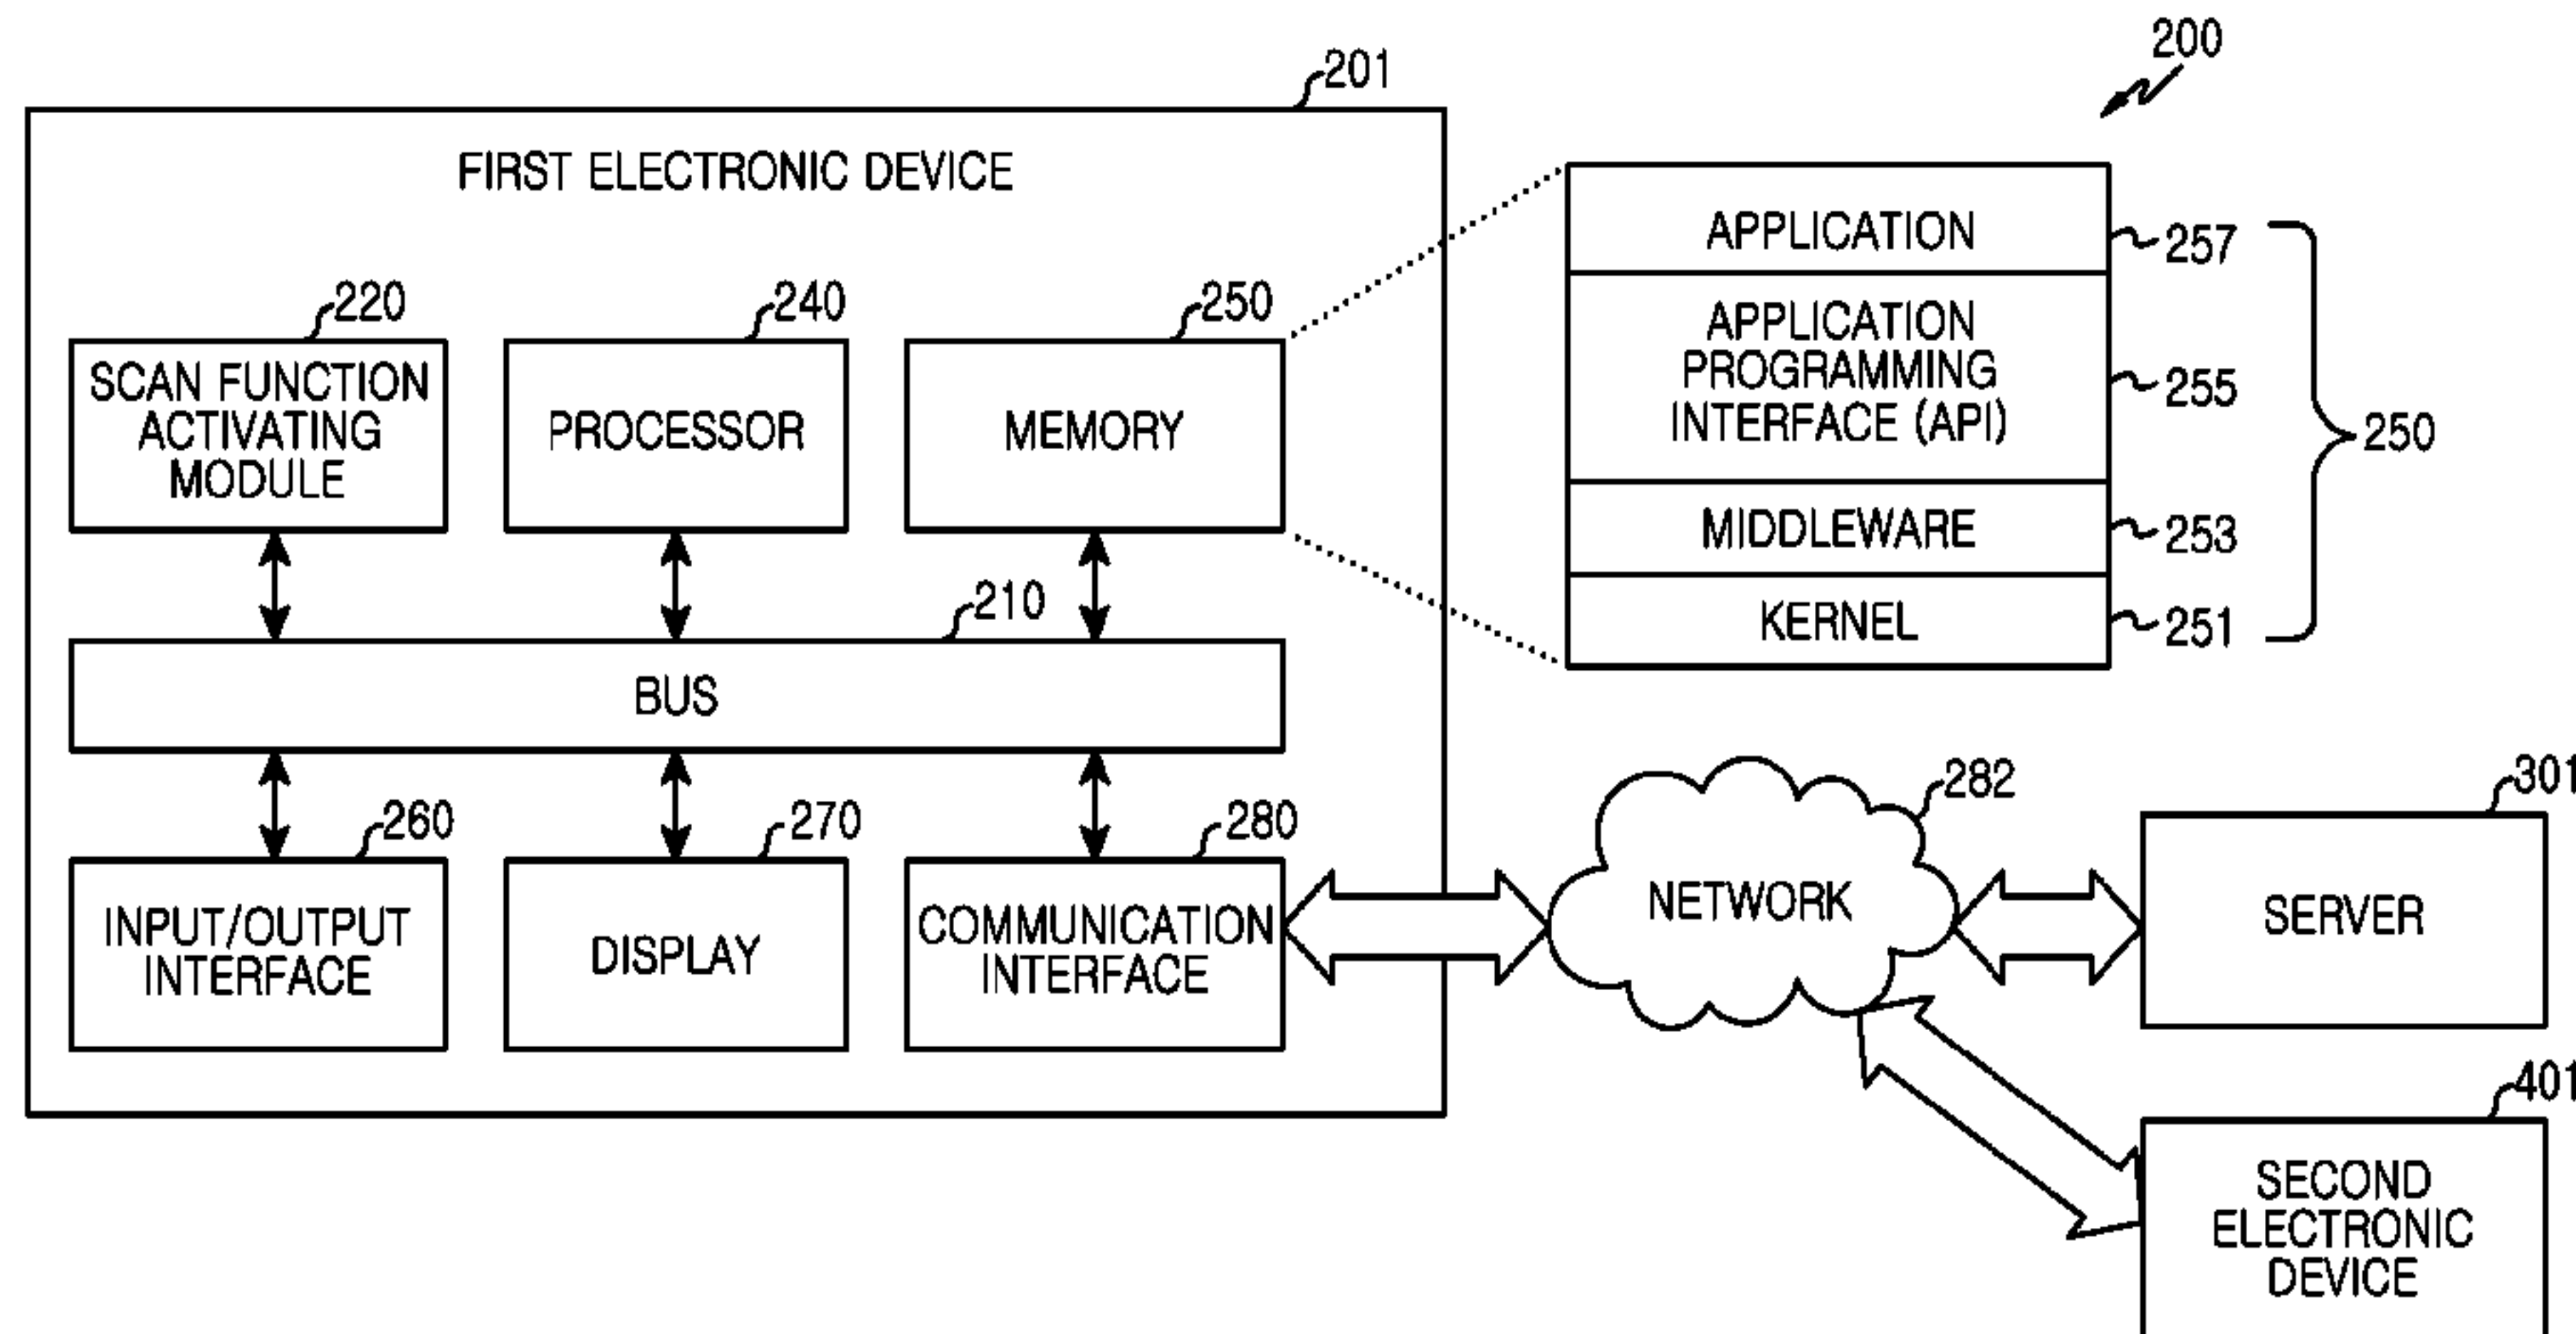 200
201
FIRST ELECTRONIC DEVICE
220
SCAN FUNCTION
ACTIVATING
MODULE
240
PROCESSOR
250
MEMORY
210
BUS
260
INPUT/OUTPUT
INTERFACE
270
DISPLAY
280
COMMUNICATION
INTERFACE
APPLICATION
257
APPLICATION
PROGRAMMING
INTERFACE (API)
255
MIDDLEWARE
253
KERNEL
251
250
282
NETWORK
301
SERVER
401
SECOND
ELECTRONIC
DEVICE